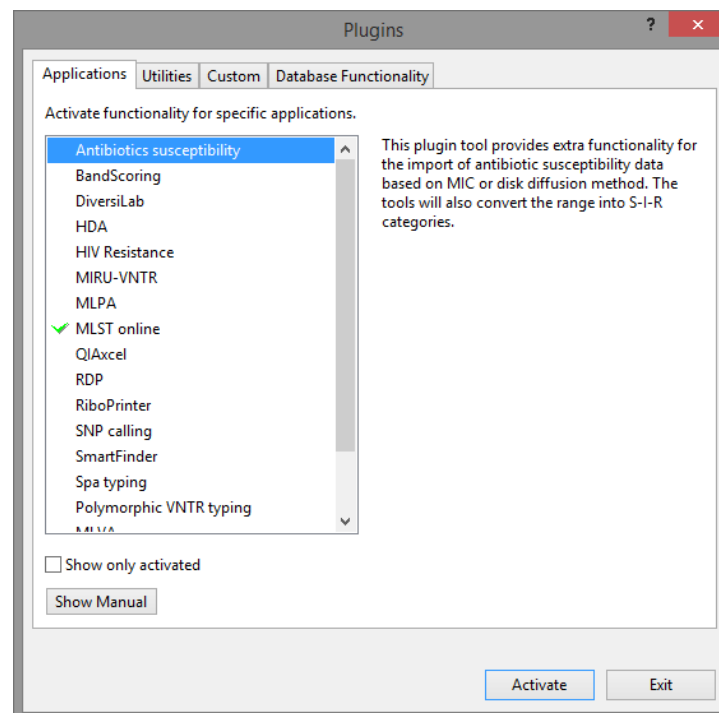 Plugins
?
Applications Utilities Custom Database Functionality
Activate functionality for specific applications.
Antibiotics susceptibility
BandScoring
DiversiLab
HDA
HIV Resistance
MIRU-VNTR
MLPA
MLST online
QIAxcel
RDP
RiboPrinter
SNP calling
SmartFinder
Spa typing
Polymorphic VNTR typing
MLVA
This plugin tool provides extra functionality for
the import of antibiotic susceptibility data
based on MIC or disk diffusion method. The
tools will also convert the range into S-I-R
categories.
Show only activated
Show Manual
Activate Exit